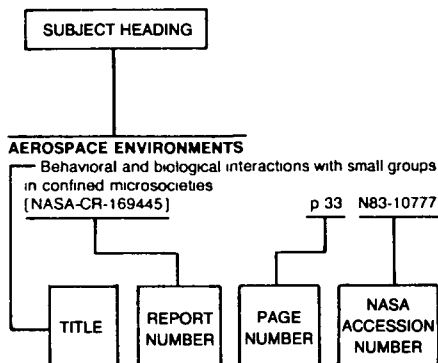 SUBJECT HEADING
AEROSPACE ENVIRONMENTS
Behavioral and biological interactions with small groups
in confined microsocieties
[NASA-CR-169445] p 33 N83-10777
TITLE
REPORT
NUMBER
PAGE
NUMBER
NASA
ACCESSION
NUMBER